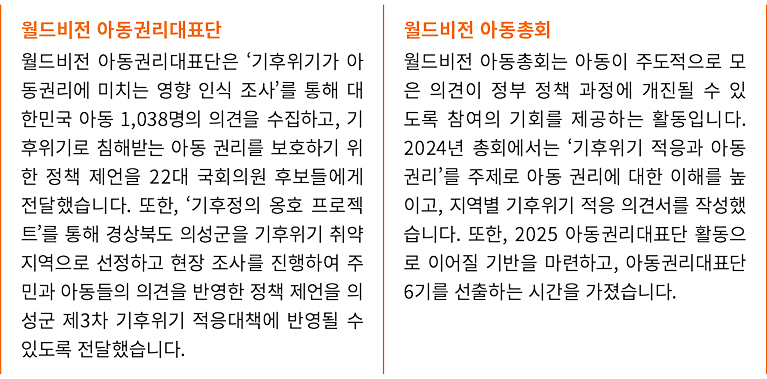 월드비전 아동권리대표단
월드비전 아동권리대표단은 ‘기후위기가 아
동권리에 미치는 영향 인식 조사’를 통해 대
한민국 아동 1,038명의 의견을 수집하고, 기
후위기로 침해받는 아동 권리를 보호하기 위
한 정책 제언을 22대 국회의원 후보들에게
전달했습니다. 또한, ‘기후정의 옹호 프로젝
트’를 통해 경상북도 의성군을 기후위기 취약
지역으로 선정하고 현장 조사를 진행하여 주
민과 아동들의 의견을 반영한 정책 제언을 의
성군 제3차 기후위기 적응대책에 반영될 수
있도록 전달했습니다.
월드비전 아동총회
월드비전 아동총회는 아동이 주도적으로 모
은 의견이 정부 정책 과정에 개진될 수 있
도록 참여의 기회를 제공하는 활동입니다.
2024년 총회에서는 ‘기후위기 적응과 아동
권리’를 주제로 아동 권리에 대한 이해를 높
이고, 지역별 기후위기 적응 의견서를 작성했
습니다. 또한, 2025 아동권리대표단 활동으
로 이어질 기반을 마련하고, 아동권리대표단
6기를 선출하는 시간을 가졌습니다.